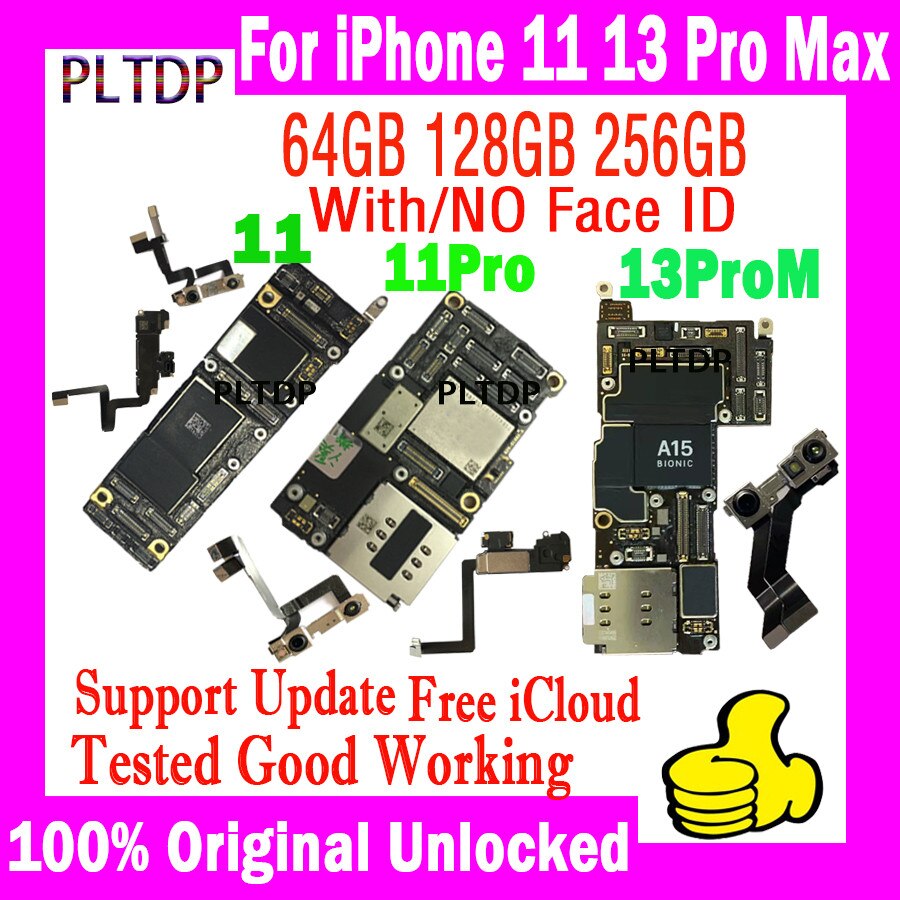 PLTDP
For iPhone 11 13 Pro Max
64GB 128GB 256GB
With/NO Face ID
11
11Pro
13ProM
PLTDP
PLTDP
PLTDP
A15
BIONIC
Support Update Free iCloud
Tested Good Working
100% Original Unlocked